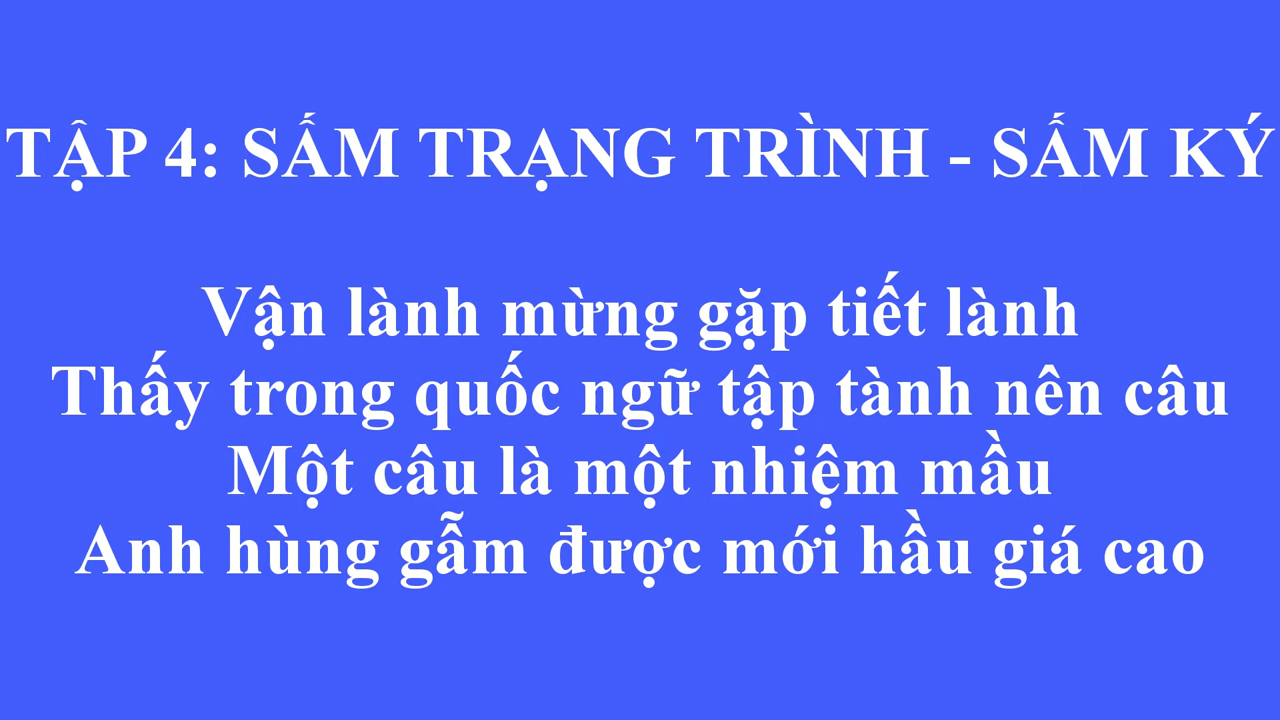 TẬP 4: SẤM TRẠNG TRÌNH - SẤM KÝ
Vận lành mừng gặp tiết lành
Thấy trong quốc ngữ tập tành nên câu
Một câu là một nhiệm mầu
Anh hùng gẫm được mới hầu giá cao